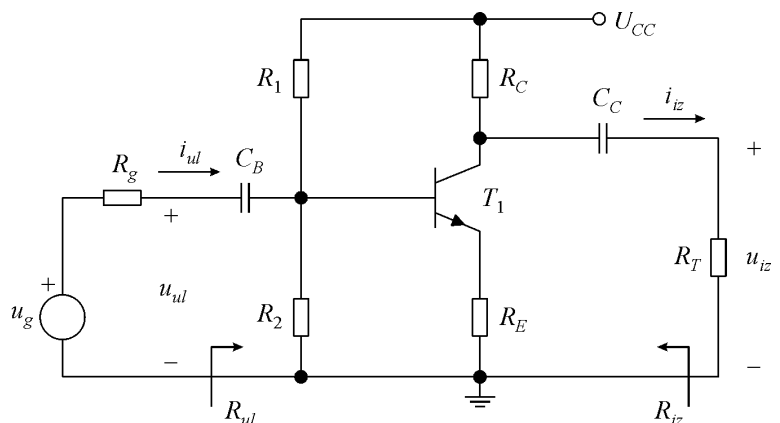 U_CC
R_1
R_C
C_C
i_iz
i_ul
C_B
R_g
+
+
T_1
+
u_g
u_ul
R_2
R_E
R_T
u_iz
−
−
R_ul
R_iz